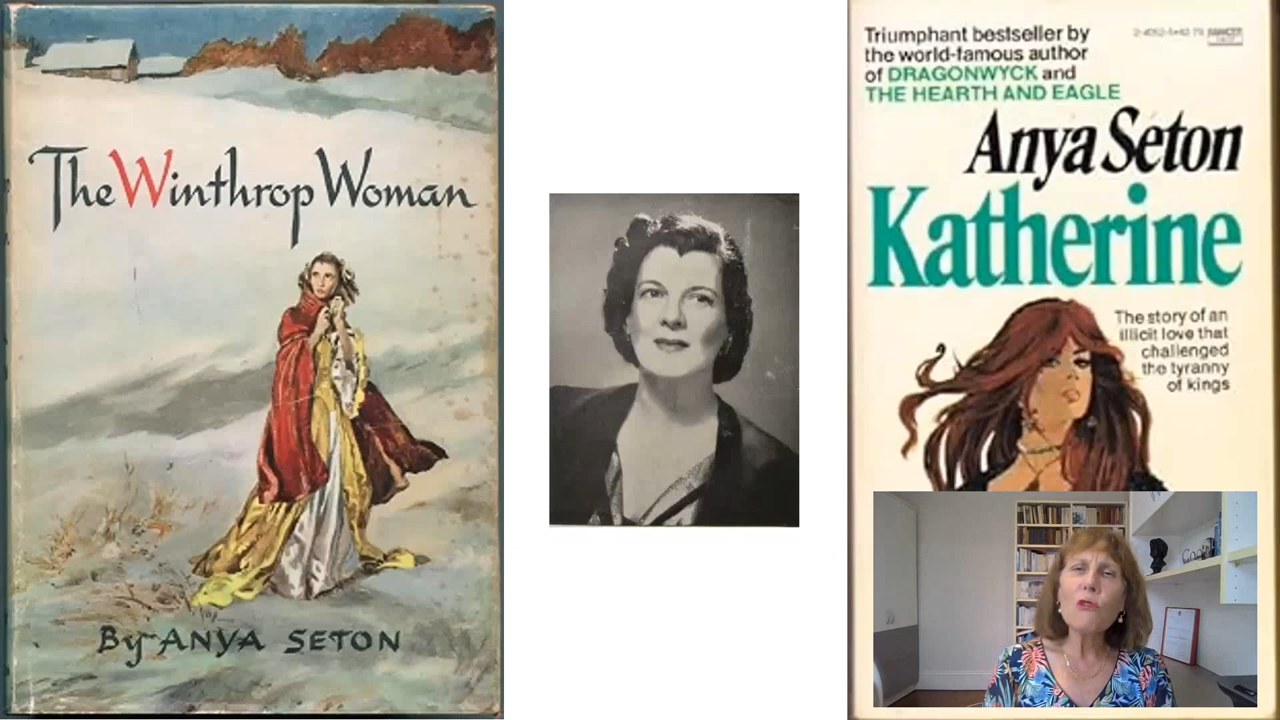 The Winthrop Woman
By ANYA SETON
Triumphant bestseller by
the world-famous author
of DRAGONWYCK and
THE HEARTH AND EAGLE
Anya Seton
Katherine
The story of an
illicit love that
challenged
the tyranny
of kings